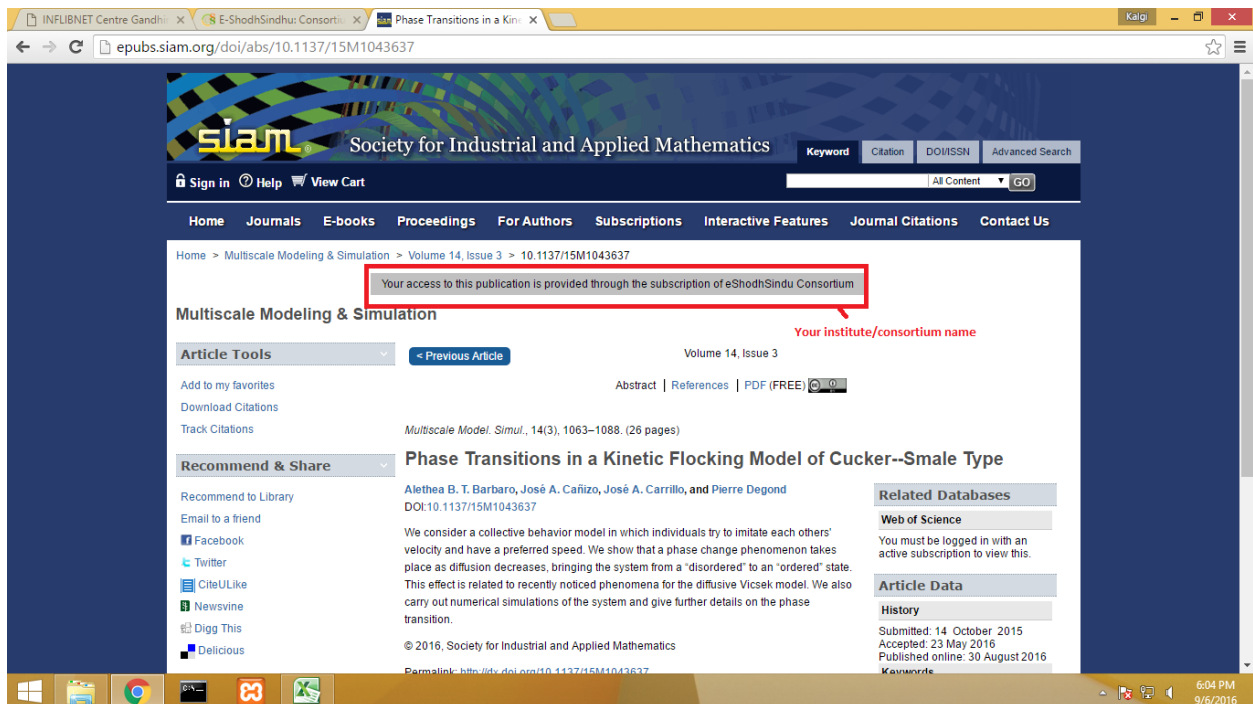 INFLIBNET Centre Gandhi
E-ShodhSindhu: Consorti
Phase Transitions in a Kine
Kalgi
epubs.siam.org/doi/abs/10.1137/15M1043637
siam
Society for Industrial and Applied Mathematics
Keyword
Citation
DOI/ISSN
Advanced Search
Sign in
Help
View Cart
All Content
GO
Home
Journals
E-books
Proceedings
For Authors
Subscriptions
Interactive Features
Journal Citations
Contact Us
Home > Multiscale Modeling & Simulation > Volume 14, Issue 3 > 10.1137/15M1043637
Your access to this publication is provided through the subscription of eShodhSindu Consortium
Multiscale Modeling & Simulation
Your institute/consortium name
Article Tools
Add to my favorites
Download Citations
Track Citations
Recommend & Share
Recommend to Library
Email to a friend
Facebook
Twitter
CiteULike
Newsvine
Digg This
Delicious
< Previous Article
Volume 14, Issue 3
Abstract | References | PDF (FREE)
Multiscale Model. Simul., 14(3), 1063–1088. (26 pages)
Phase Transitions in a Kinetic Flocking Model of Cucker--Smale Type
Alethea B. T. Barbaro, José A. Cañizo, José A. Carrillo, and Pierre Degond
DOI:10.1137/15M1043637
We consider a collective behavior model in which individuals try to imitate each others'
velocity and have a preferred speed. We show that a phase change phenomenon takes
place as diffusion decreases, bringing the system from a “disordered” to an “ordered” state.
This effect is related to recently noticed phenomena for the diffusive Vicsek model. We also
carry out numerical simulations of the system and give further details on the phase
transition.
© 2016, Society for Industrial and Applied Mathematics
Permalink: http://dx.doi.org/10.1137/15M1043637
Related Databases
Web of Science
You must be logged in with an
active subscription to view this.
Article Data
History
Submitted: 14 October 2015
Accepted: 23 May 2016
Published online: 30 August 2016
Keywords
6:04 PM
9/6/2016